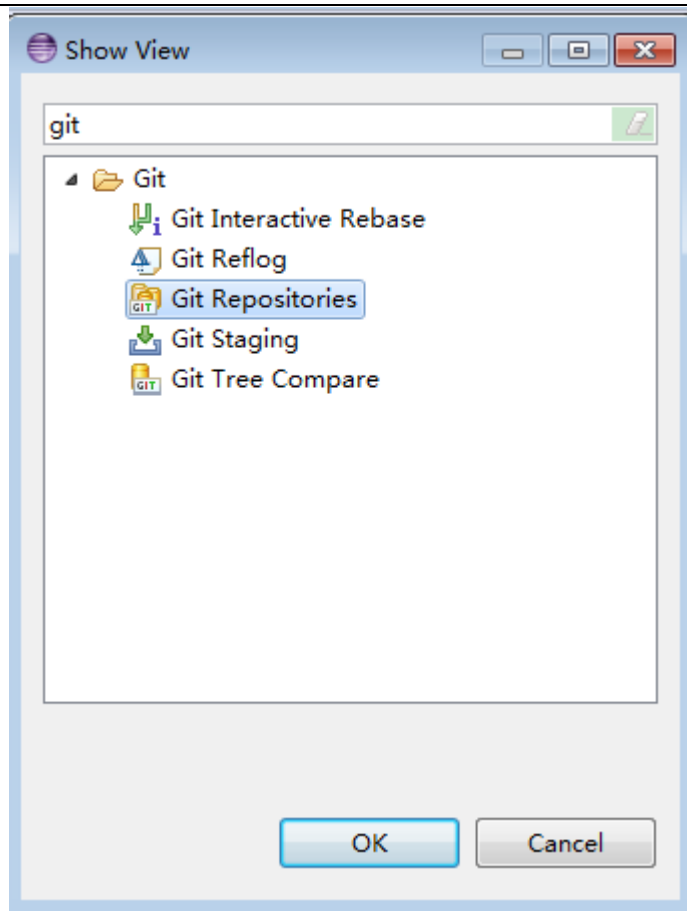 Show View
git
Git
Git Interactive Rebase
Git Reflog
Git Repositories
Git Staging
Git Tree Compare
OK
Cancel